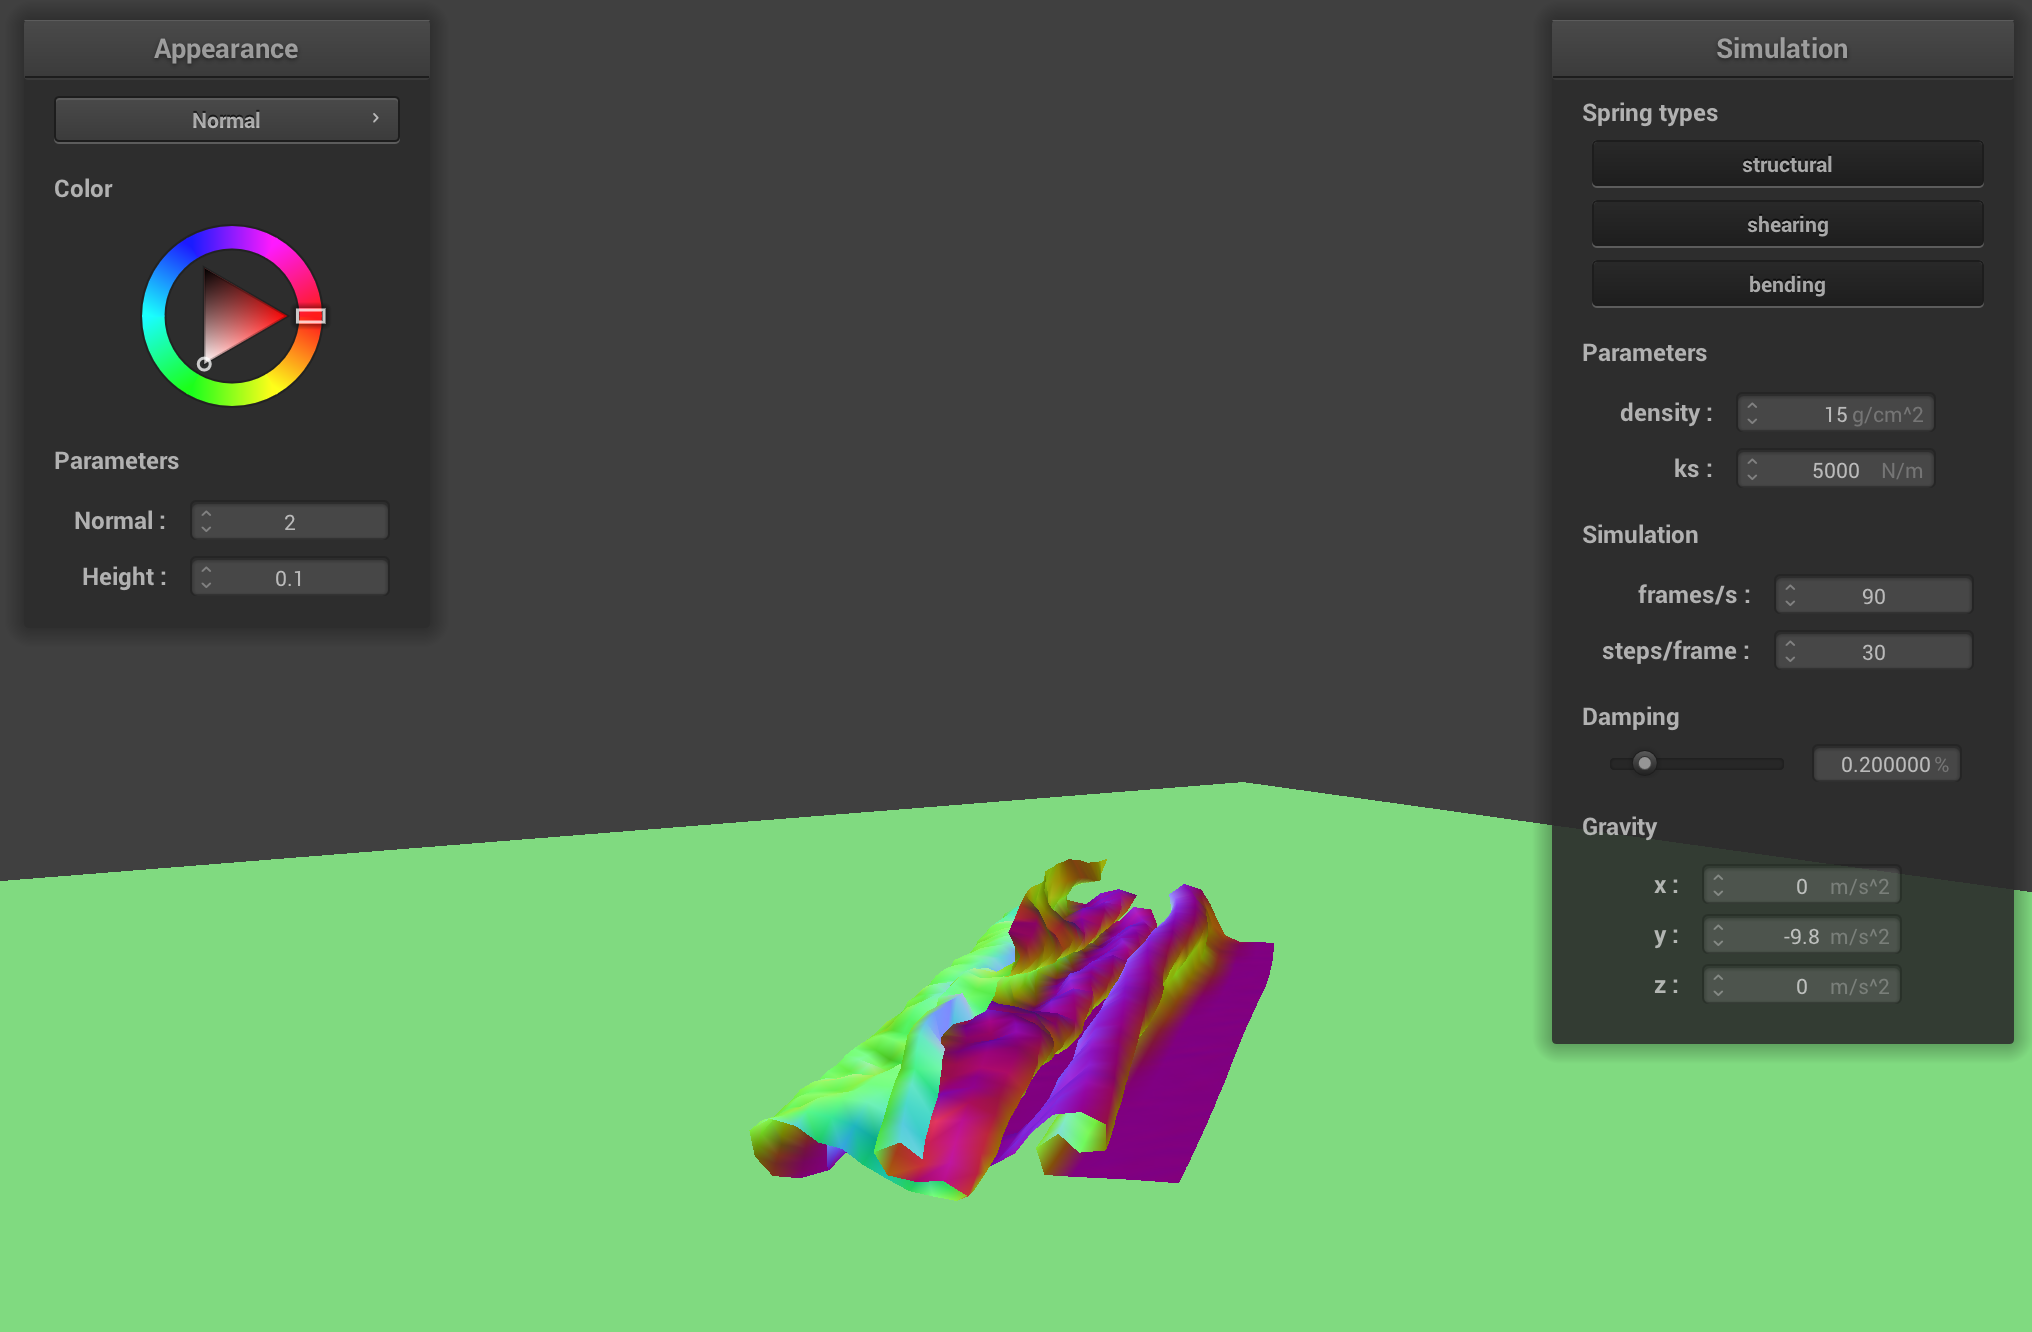 Appearance
Normal
Color
Parameters
Normal :
2
Height :
0.1
Simulation
Spring types
structural
shearing
bending
Parameters
density :
15 g/cm^2
ks :
5000 N/m
Simulation
frames/s :
90
steps/frame :
30
Damping
0.200000 %
Gravity
x :
0 m/s^2
y :
-9.8 m/s^2
z :
0 m/s^2